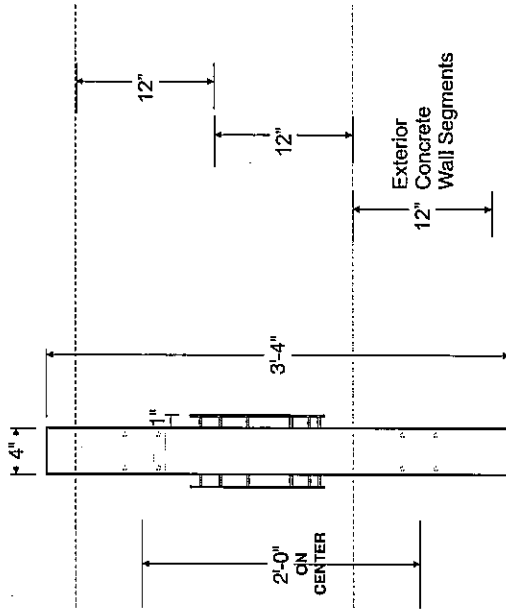 12"
12"
Exterior
Concrete
Wall Segments
12"
3'-4"
4"
1"
2'-0"
ON
CENTER